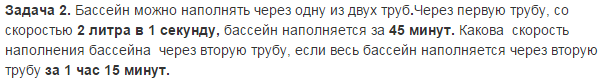 Задача 2. Бассейн можно наполнять через одну из двух труб.Через первую трубу, со
скоростью 2 литра в 1 секунду, бассейн наполняется за 45 минут. Какова скорость
наполнения бассейна через вторую трубу, если весь бассейн наполняется через вторую
трубу за 1 час 15 минут.